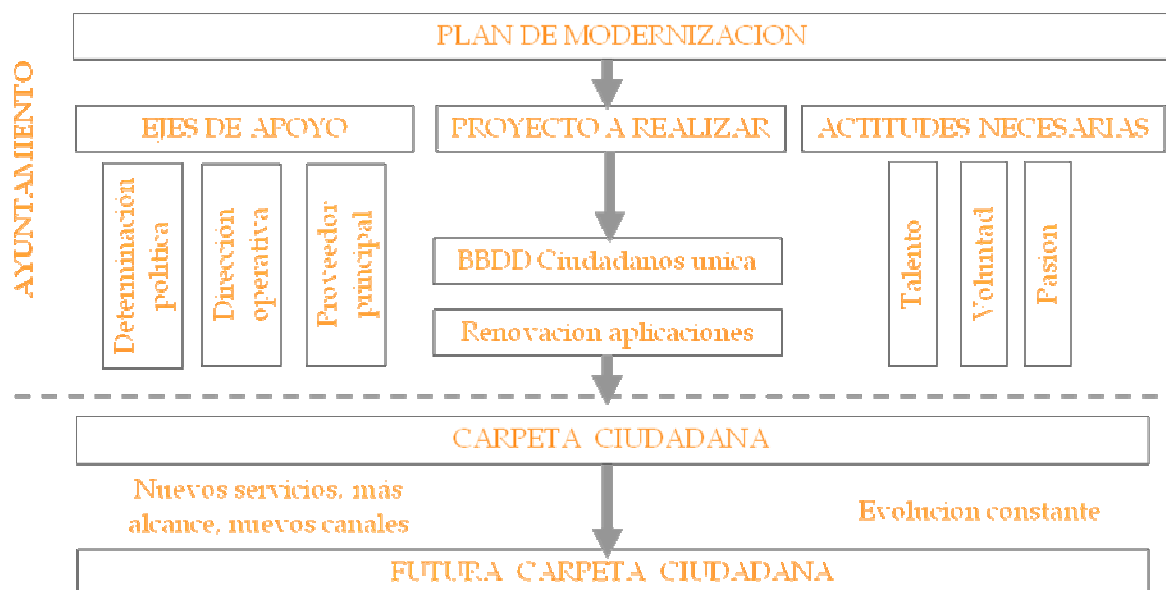 PLAN DE MODERNIZACION
AYUNTAMIENTO
EJES DE APOYO
PROYECTO A REALIZAR
ACTITUDES NECESARIAS
Determinación
política
Dirección
operativa
Proveedor
principal
BBDD Ciudadanos unica
Renovacion aplicaciones
Talento
Voluntad
Pasion
CARPETA CIUDADANA
Nuevos servicios, más
alcance, nuevos canales
Evolucion constante
FUTURA CARPETA CIUDADANA